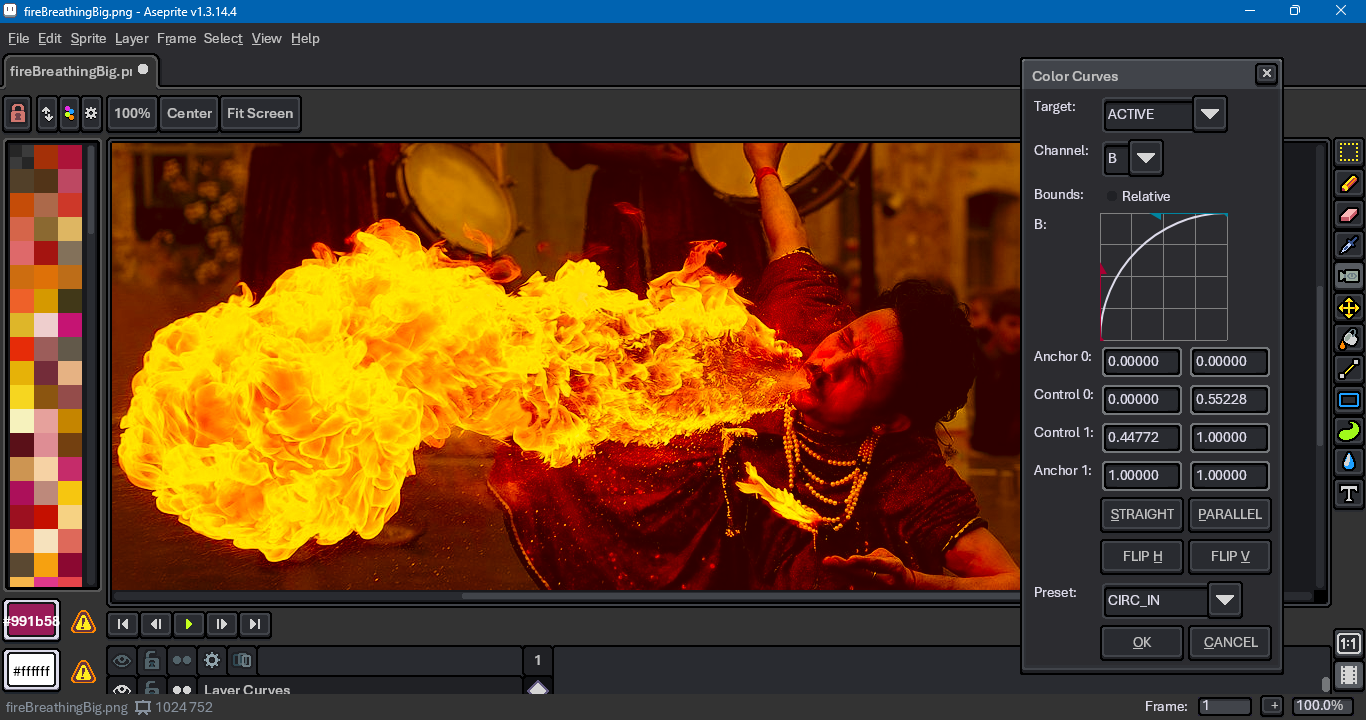 fireBreathingBig.png - Aseprite v1.3.14.4
File Edit Sprite Layer Frame Select View Help
fireBreathingBig.pr
100% Center Fit Screen
Color Curves
Target: ACTIVE
Channel: B
Bounds: Relative
B:
Anchor 0: 0.00000 0.00000
Control 0: 0.00000 0.55228
Control 1: 0.44772 1.00000
Anchor 1: 1.00000 1.00000
STRAIGHT PARALLEL
FLIP H FLIP V
Preset: CIRC_IN
OK CANCEL
#991b58
#ffffff
1
Layer Curves
1:1
fireBreathingBig.png 1024 752
Frame: 1 + 100.0%